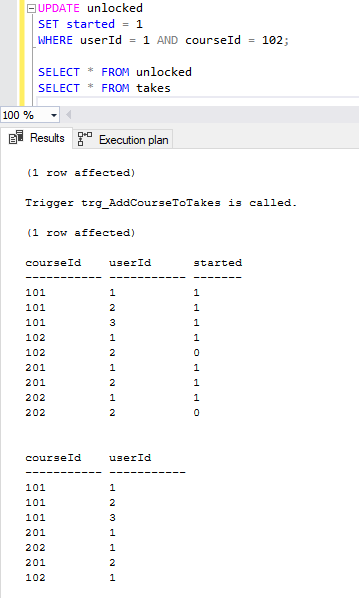 UPDATE unlocked
SET started = 1
WHERE userId = 1 AND courseId = 102;
SELECT * FROM unlocked
SELECT * FROM takes
100 %
Results Execution plan
(1 row affected)
Trigger trg_AddCourseToTakes is called.
(1 row affected)
courseId userId started
----------- ----------- -------
101 1 1
101 2 1
101 3 1
102 1 1
102 2 0
201 1 1
201 2 1
202 1 1
202 2 0
courseId userId
----------- -----------
101 1
101 2
101 3
201 1
202 1
201 2
102 1